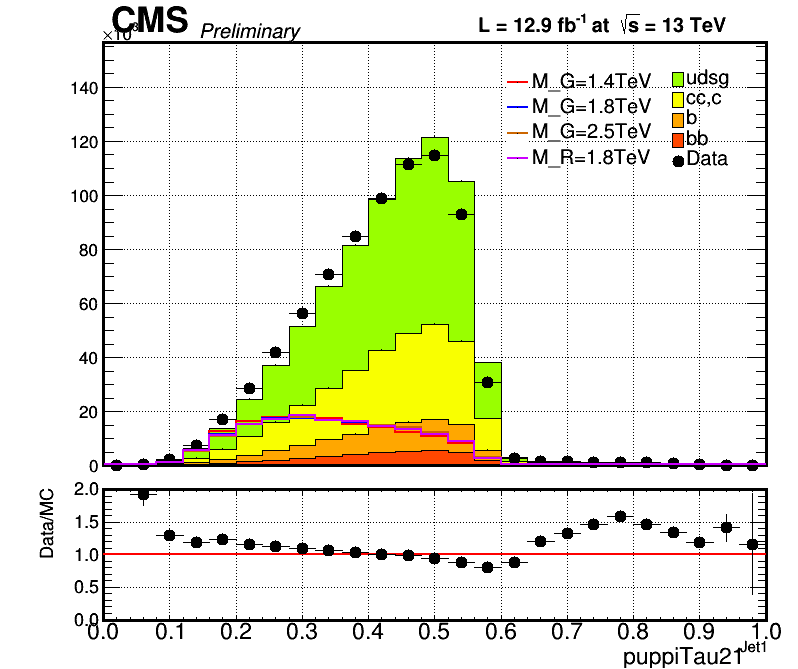 CMS Preliminary L = 12.9 fb-1 at √s = 13 TeV
×10³
M_G=1.4TeV
M_G=1.8TeV
M_G=2.5TeV
M_R=1.8TeV
udsg
cc,c
b
bb
Data
140
120
100
80
60
40
20
0
Data/MC
2.0
1.5
1.0
0.5
0.0
0.0 0.1 0.2 0.3 0.4 0.5 0.6 0.7 0.8 0.9 1.0
puppiTau21 Jet1